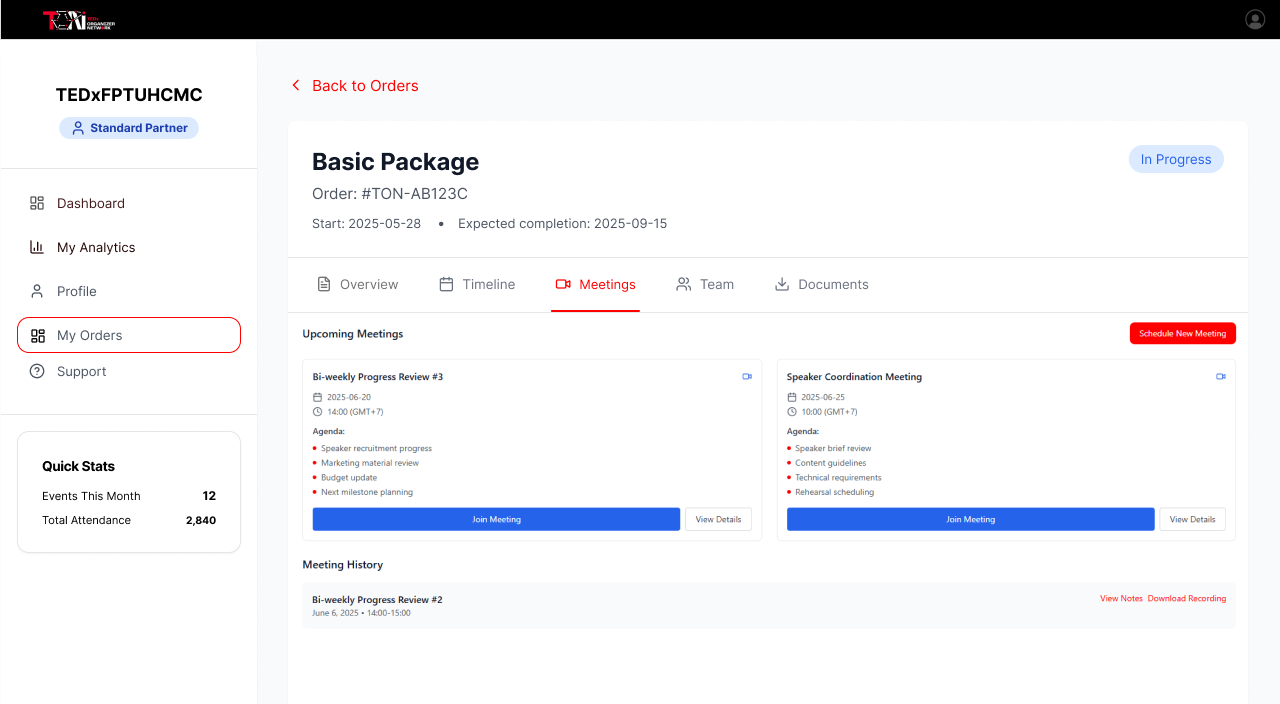 TEDx
ORGANIZER
NETWORK
TEDxFPTUHCMC
Standard Partner
Dashboard
My Analytics
Profile
My Orders
Support
Quick Stats
Events This Month 12
Total Attendance 2,840
Back to Orders
Basic Package
In Progress
Order: #TON-AB123C
Start: 2025-05-28 • Expected completion: 2025-09-15
Overview Timeline Meetings Team Documents
Upcoming Meetings
Schedule New Meeting
Bi-weekly Progress Review #3
2025-06-20
14:00 (GMT+7)
Agenda:
Speaker recruitment progress
Marketing material review
Budget update
Next milestone planning
Join Meeting View Details
Speaker Coordination Meeting
2025-06-25
10:00 (GMT+7)
Agenda:
Speaker brief review
Content guidelines
Technical requirements
Rehearsal scheduling
Join Meeting View Details
Meeting History
Bi-weekly Progress Review #2
View Notes Download Recording
June 6, 2025 • 14:00-15:00